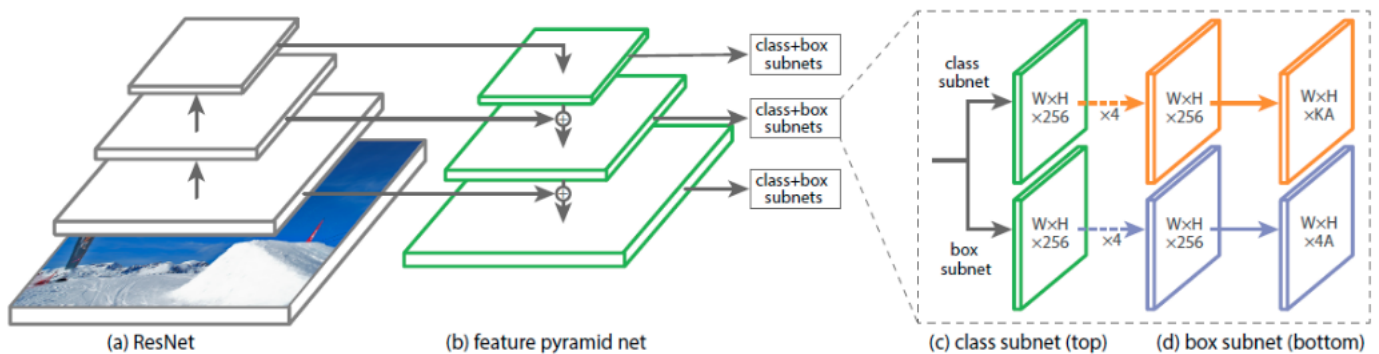 class+box
subnets
class+box
subnets
class+box
subnets
class
subnet
W×H
×256
×4
W×H
×256
W×H
×KA
box
subnet
W×H
×256
×4
W×H
×256
W×H
×4A
(a) ResNet
(b) feature pyramid net
(c) class subnet (top)
(d) box subnet (bottom)